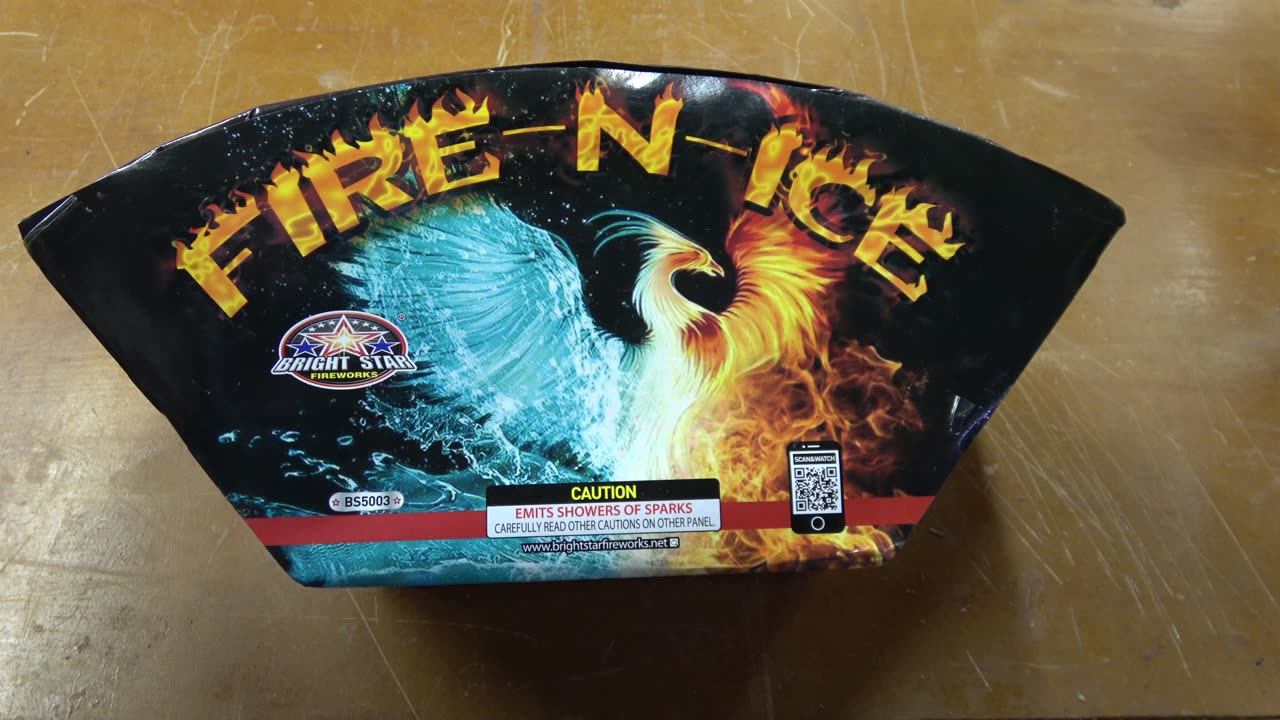 FIRE-N-ICE
BRIGHT STAR
FIREWORKS
®
BS5003
CAUTION
EMITS SHOWERS OF SPARKS
CAREFULLY READ OTHER CAUTIONS ON OTHER PANEL.
www.brightstarfireworks.net
SCAN&WATCH